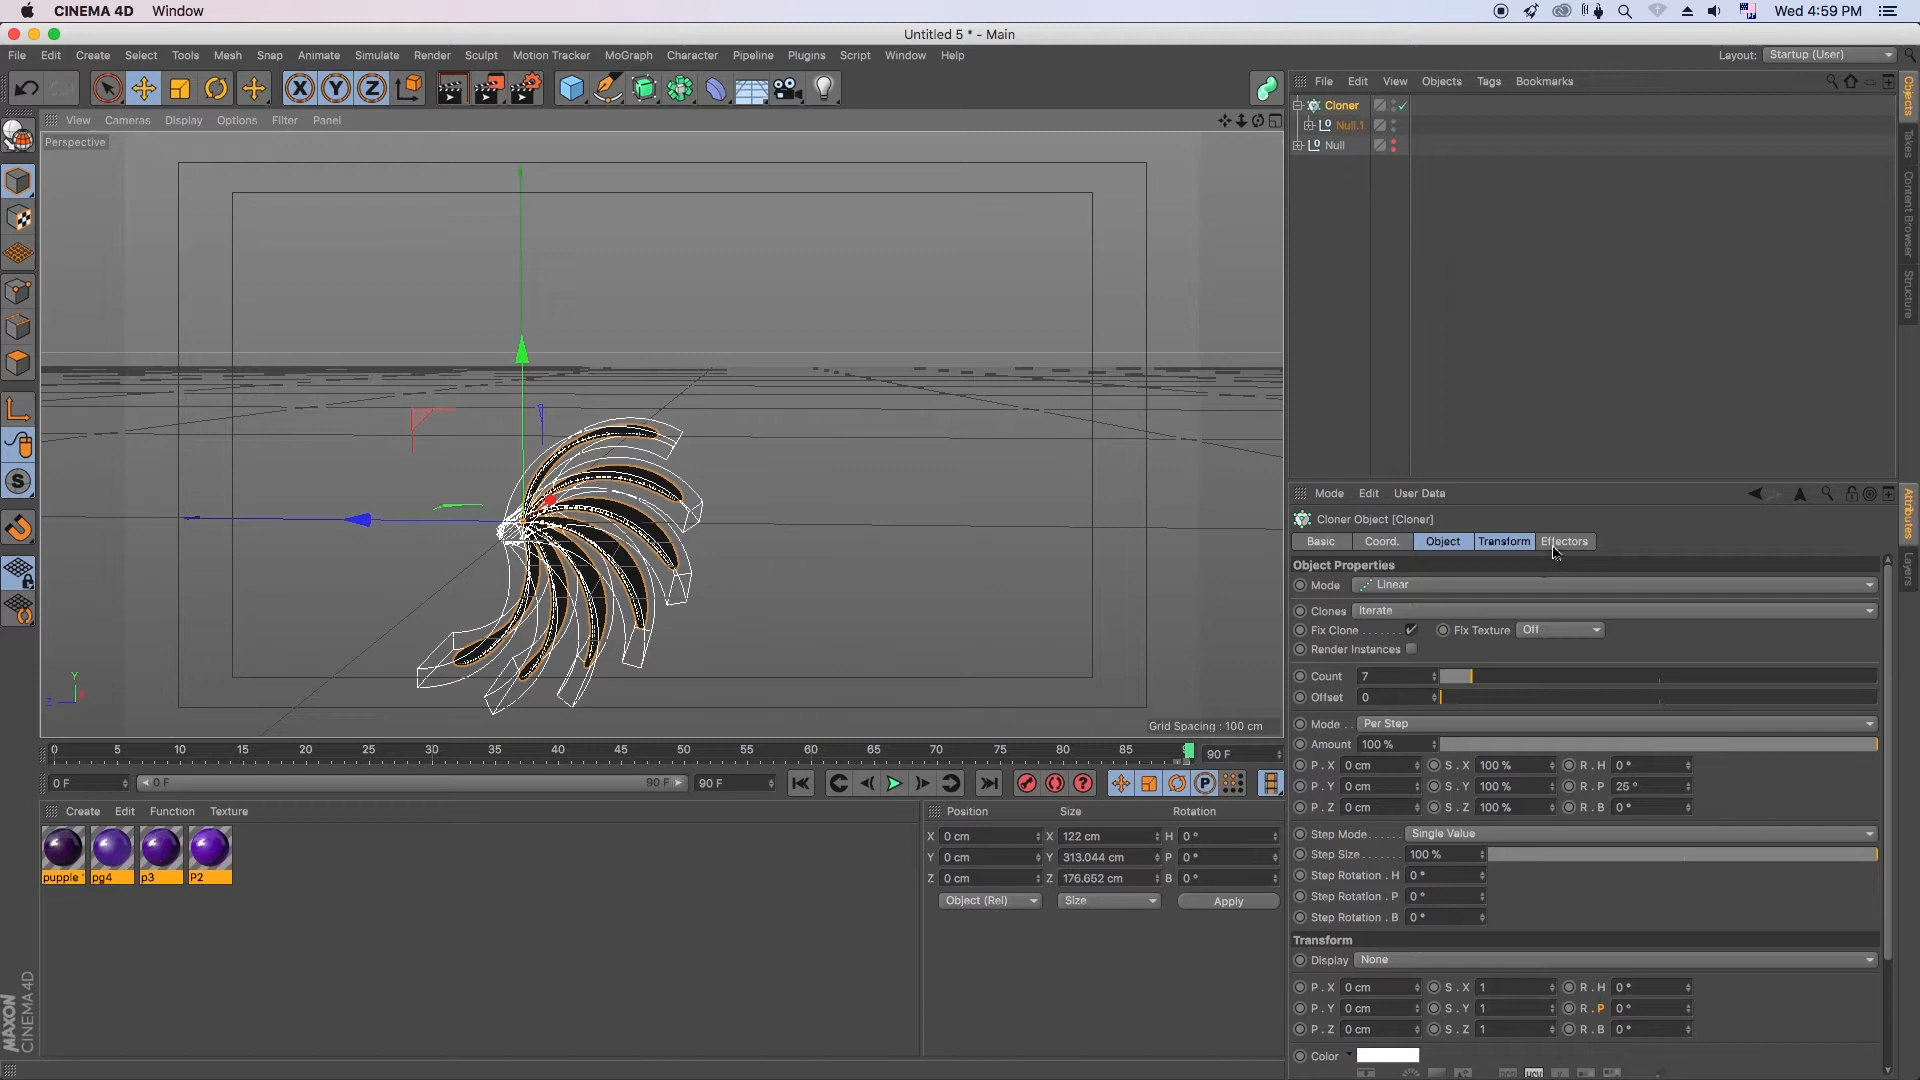 CINEMA 4D Window Wed 4:59 PM
Untitled 5 * - Main
File Edit Create Select Tools Mesh Snap Animate Simulate Render Sculpt Motion Tracker MoGraph Character Pipeline Plugins Script Window Help Layout: Startup (User)
X Y Z
File Edit View Objects Tags Bookmarks
View Cameras Display Options Filter Panel
Perspective
Cloner
Null.1
Null
Objects
Takes
Content Browser
Structure
Mode Edit User Data
Attributes
Layers
Cloner Object [Cloner]
Basic Coord. Object Transform Effectors
Object Properties
Mode Linear
Clones Iterate
Fix Clone Fix Texture Off
Render Instances
Count 7
Offset 0
Mode Per Step
Amount 100 %
P . X 0 cm S . X 100 % R . H 0 °
P . Y 0 cm S . Y 100 % R . P 25 °
P . Z 0 cm S . Z 100 % R . B 0 °
Step Mode Single Value
Step Size 100 %
Step Rotation . H 0 °
Step Rotation . P 0 °
Step Rotation . B 0 °
Transform
Display None
P . X 0 cm S . X 1 R . H 0 °
P . Y 0 cm S . Y 1 R . P 0 °
P . Z 0 cm S . Z 1 R . B 0 °
Color
Y
Z
Grid Spacing : 100 cm
0 5 10 15 20 25 30 35 40 45 50 55 60 65 70 75 80 85 90 F
0 F 0 F 90 F 90 F
Create Edit Function Texture
pupple pg4 p3 P2
Position Size Rotation
X 0 cm X 122 cm H 0 °
Y 0 cm Y 313.044 cm P 0 °
Z 0 cm Z 176.652 cm B 0 °
Object (Rel) Size Apply
MAXON
CINEMA 4D